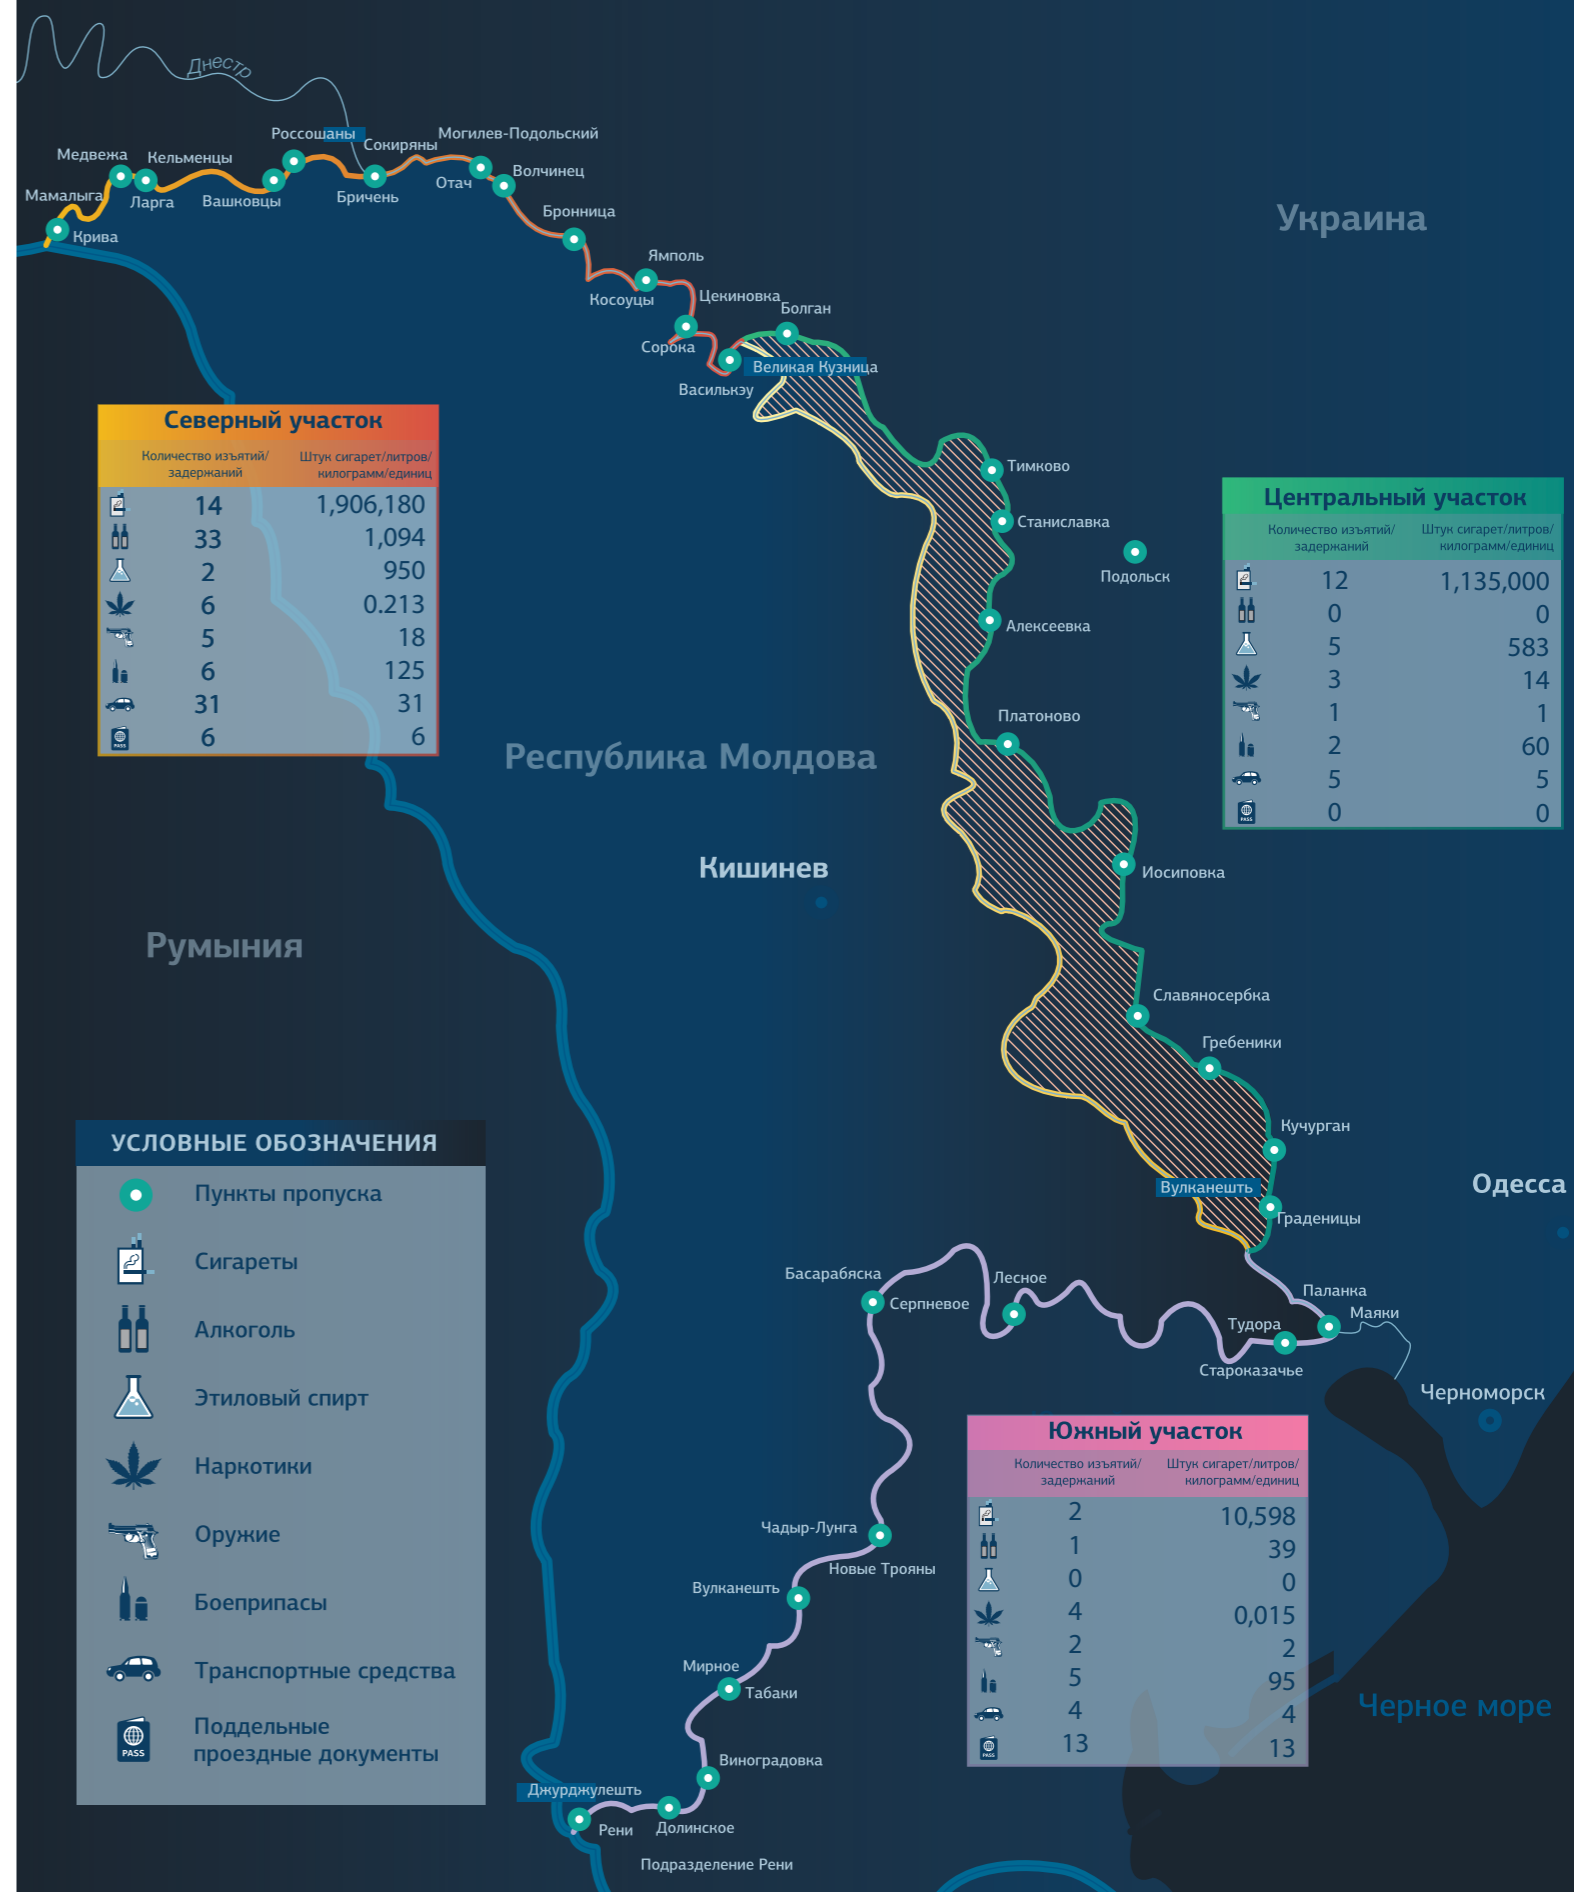 Днестр
Россошаны
Сокиряны
Могилев-Подольский
Медвежа
Кельменцы
Волчинец
Отач
Мамалыга
Ларга
Вашковцы
Бричень
Бронница
Крива
Украина
Ямполь
Косоуцы
Цекиновка
Болган
Сорока
Великая Кузница
Василькэу
Северный участок
Количество изъятий/ Штук сигарет/литров/
задержаний килограмм/единиц
14 1,906,180
33 1,094
2 950
6 0.213
5 18
6 125
31 31
6 6
Тимково
Станиславка
Подольск
Алексеевка
Платоново
Центральный участок
Количество изъятий/ Штук сигарет/литров/
задержаний килограмм/единиц
12 1,135,000
0 0
5 583
3 14
1 1
2 60
5 5
PASS 0 0
Республика Молдова
Кишинев
Иосиповка
Румыния
Славяносербка
Гребеники
Кучурган
Вулканешть
Одесса
Граденицы
УСЛОВНЫЕ ОБОЗНАЧЕНИЯ
Пункты пропуска
Сигареты
Алкоголь
Этиловый спирт
Наркотики
Оружие
Боеприпасы
Транспортные средства
PASS
Поддельные
проездные документы
Басарабяска
Лесное
Серпневое
Паланка
Маяки
Тудора
Староказачье
Черноморск
Южный участок
Количество изъятий/ Штук сигарет/литров/
задержаний килограмм/единиц
2 10,598
1 39
0 0
4 0,015
2 2
5 95
4 4
PASS 13 13
Чадыр-Лунга
Новые Трояны
Вулканешть
Мирное
Табаки
Черное море
Виноградовка
Джурджулешть
Рени
Долинское
Подразделение Рени